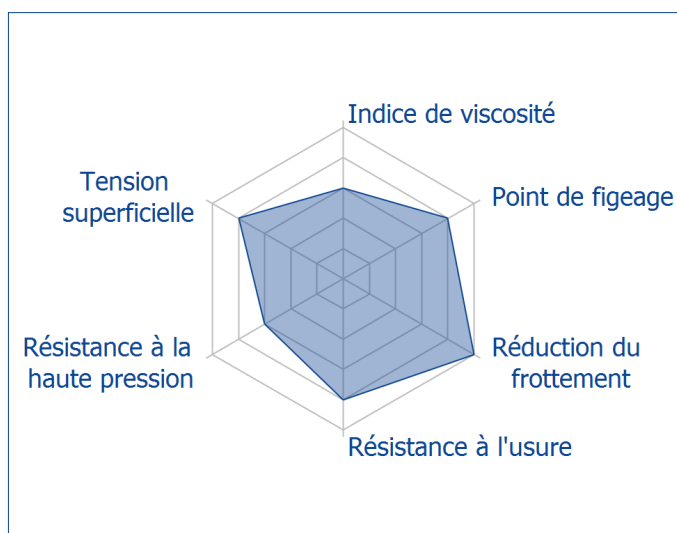 Indice de viscosité
Tension
superficielle
Point de figeage
Résistance à la
haute pression
Réduction du
frottement
Résistance à l'usure